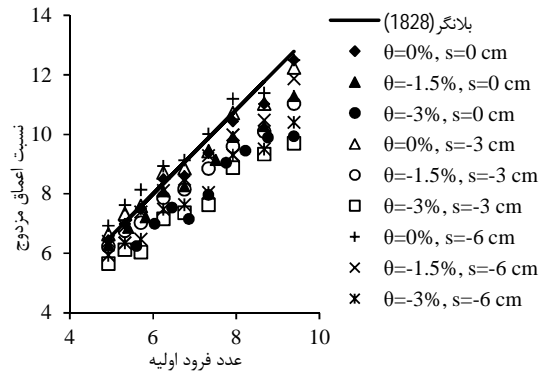 14
12
10
8
6
4
4
6
8
10
نسبت اعماق مزدوج
عدد فرود اولیه
بلانگر(1828)
θ=0%, s=0 cm
θ=-1.5%, s=0 cm
θ=-3%, s=0 cm
θ=0%, s=-3 cm
θ=-1.5%, s=-3 cm
θ=-3%, s=-3 cm
θ=0%, s=-6 cm
θ=-1.5%, s=-6 cm
θ=-3%, s=-6 cm